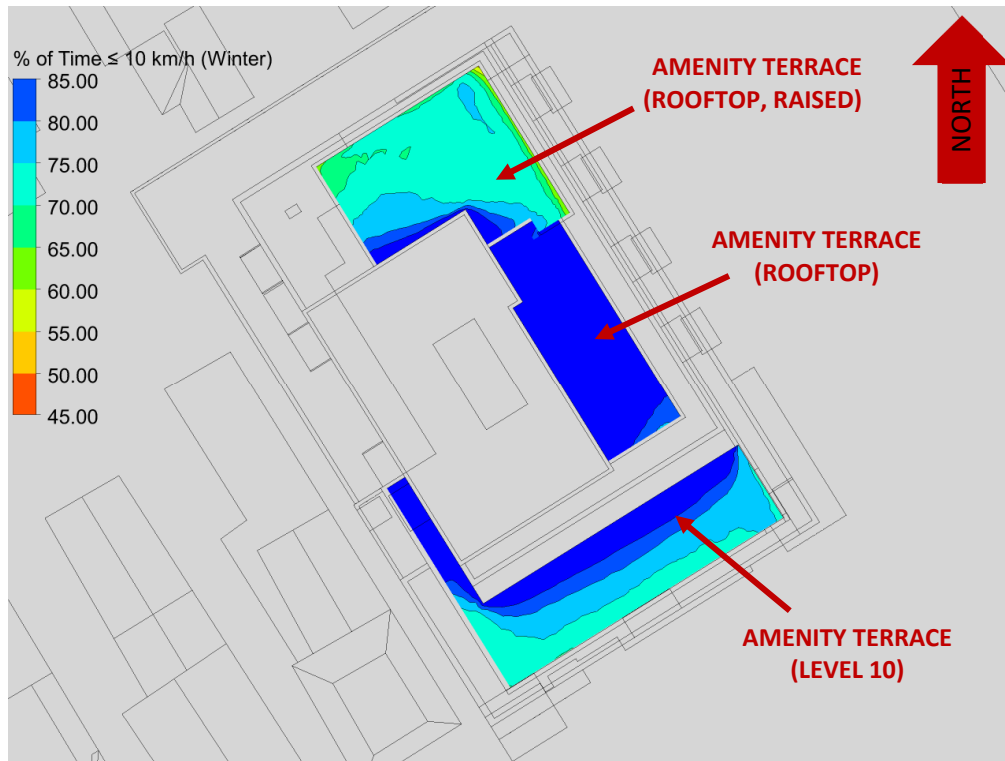 % of Time ≤ 10 km/h (Winter)
85.00
80.00
75.00
70.00
65.00
60.00
55.00
50.00
45.00
AMENITY TERRACE
(ROOFTOP, RAISED)
NORTH
AMENITY TERRACE
(ROOFTOP)
AMENITY TERRACE
(LEVEL 10)